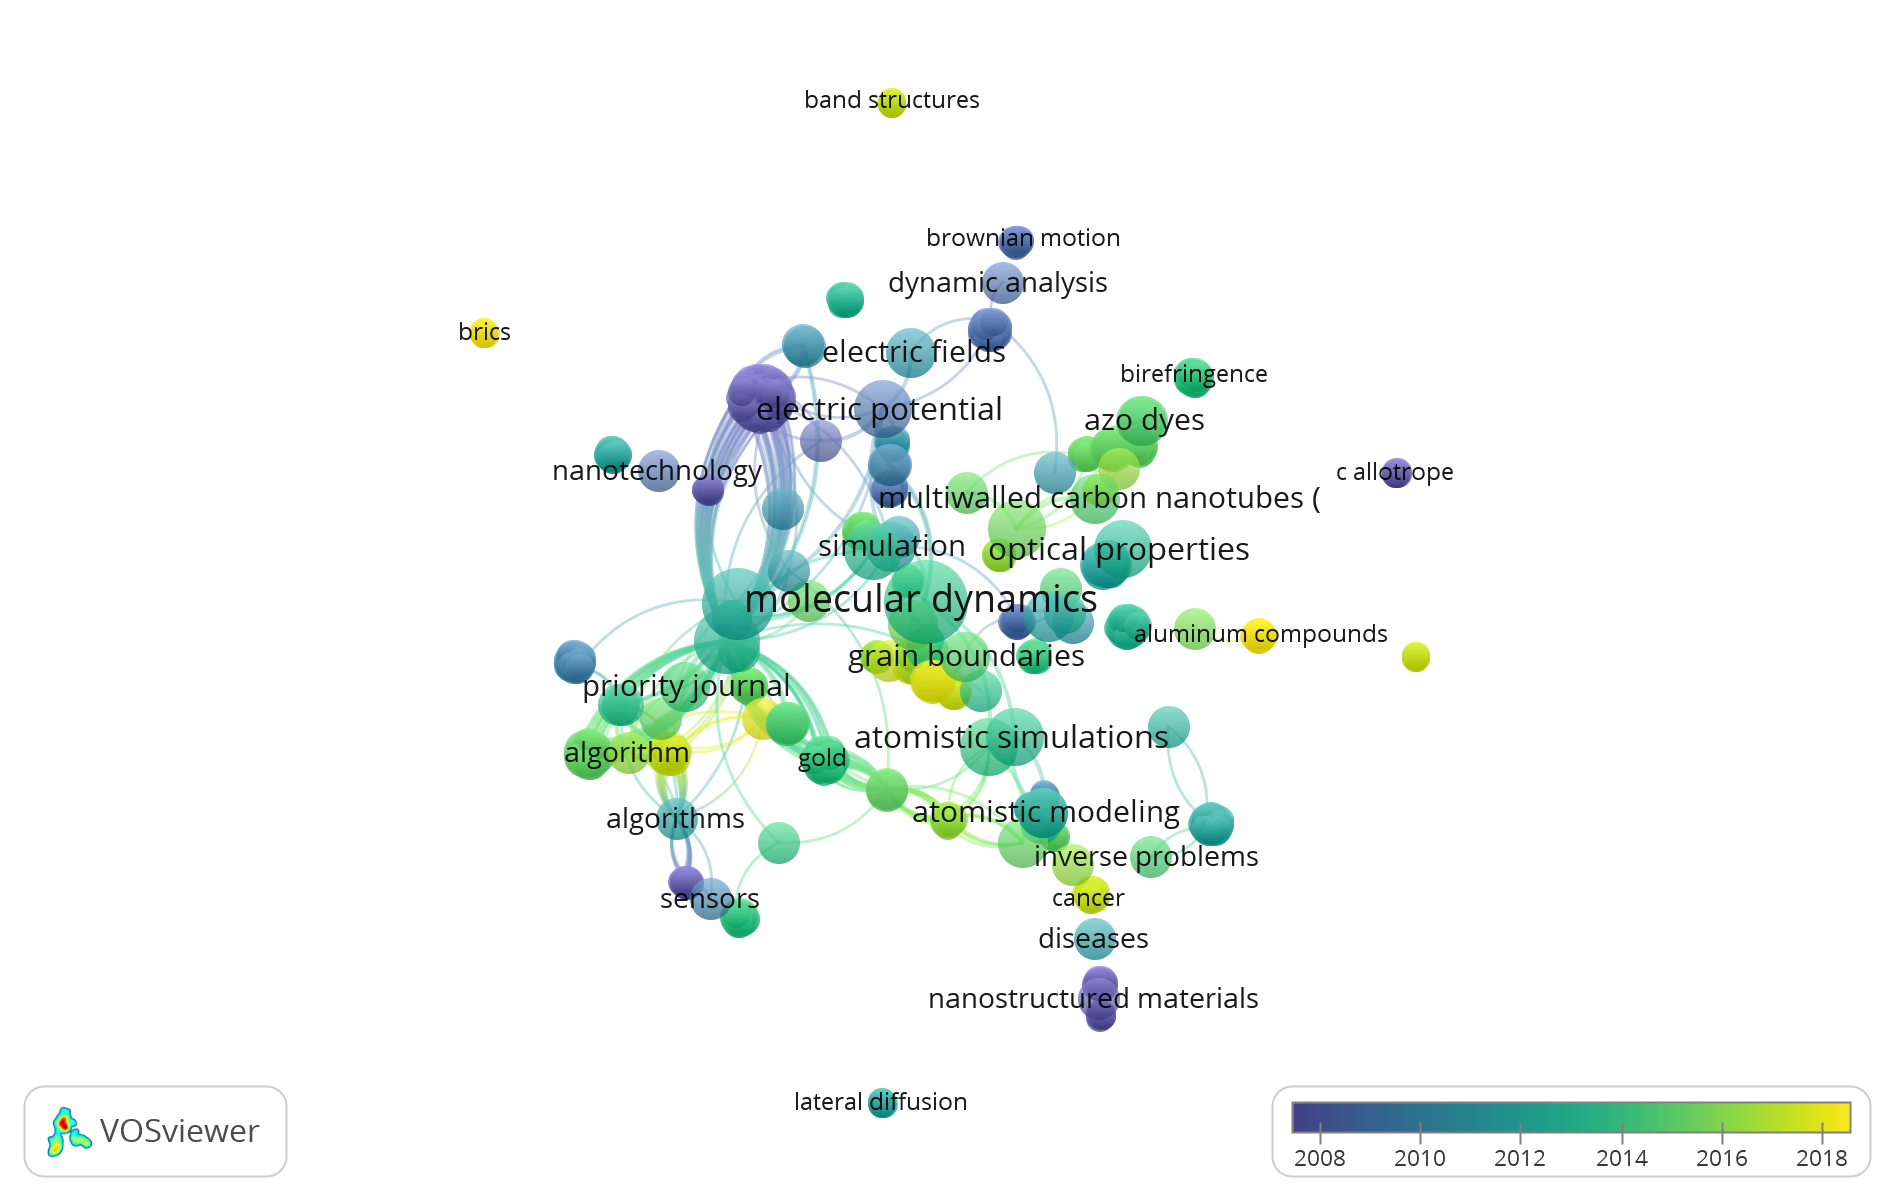 band structures
brownian motion
dynamic analysis
brics
electric fields
birefringence
electric potential
azo dyes
nanotechnology
c allotrope
multiwalled carbon nanotubes (
simulation
optical properties
molecular dynamics
aluminum compounds
grain boundaries
priority journal
atomistic simulations
algorithm
gold
atomistic modeling
algorithms
inverse problems
cancer
sensors
diseases
nanostructured materials
lateral diffusion
VOSviewer
2008 2010 2012 2014 2016 2018